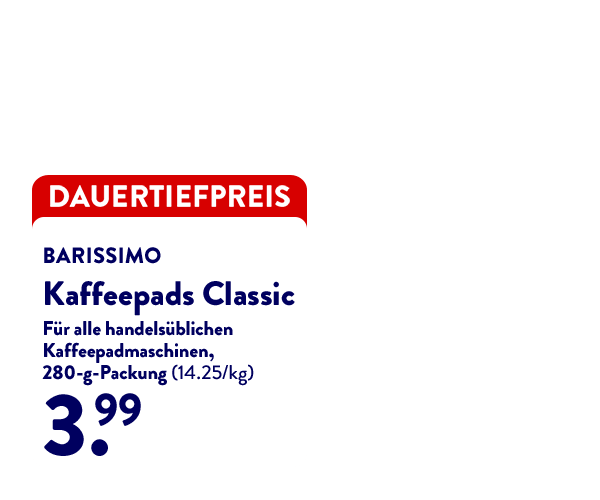 DAUERTIEFPREIS
BARISSIMO
Kaffeepads Classic
Für alle handelsüblichen
Kaffeepadmaschinen,
280-g-Packung (14.25/kg)
3.99